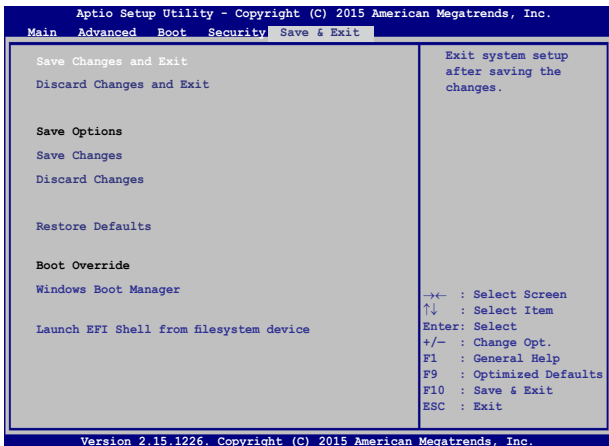 Aptio Setup Utility - Copyright (C) 2015 American Megatrends, Inc.
Main Advanced Boot Security Save & Exit
Save Changes and Exit
Discard Changes and Exit
Save Options
Save Changes
Discard Changes
Restore Defaults
Boot Override
Windows Boot Manager
Launch EFI Shell from filesystem device
Exit system setup
after saving the
changes.
→← : Select Screen
↑↓ : Select Item
Enter: Select
+/— : Change Opt.
F1 : General Help
F9 : Optimized Defaults
F10 : Save & Exit
ESC : Exit
Version 2.15.1226. Copyright (C) 2015 American Megatrends, Inc.